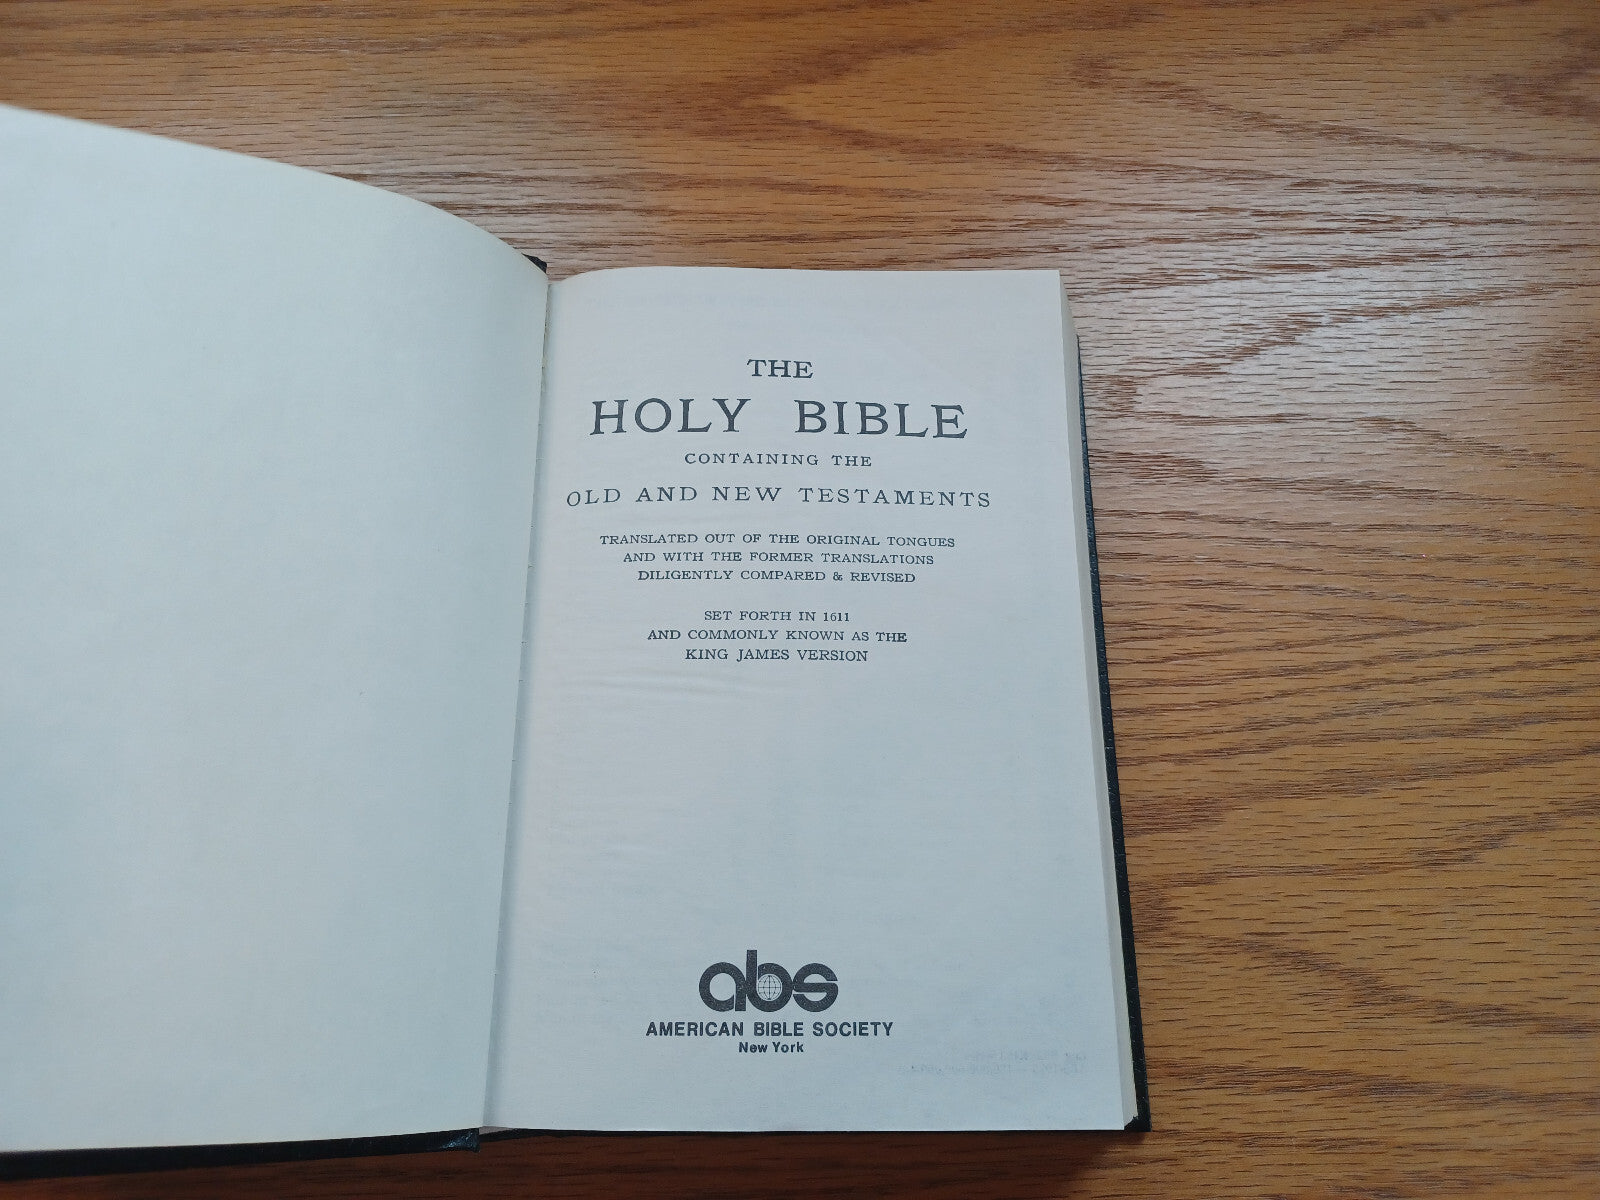 THE
HOLY BIBLE
CONTAINING THE
OLD AND NEW TESTAMENTS
TRANSLATED OUT OF THE ORIGINAL TONGUES
AND WITH THE FORMER TRANSLATIONS
DILIGENTLY COMPARED & REVISED
SET FORTH IN 1611
AND COMMONLY KNOWN AS THE
KING JAMES VERSION
abs
AMERICAN BIBLE SOCIETY
New York